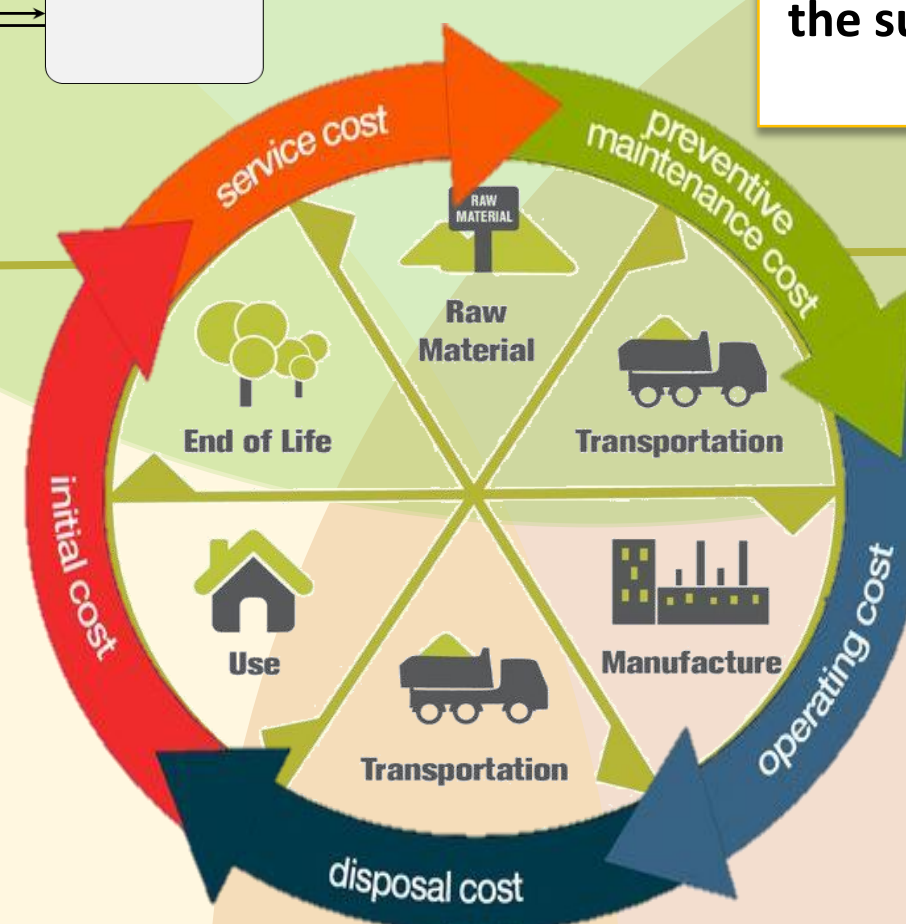 the su
service cost
preventive
maintenance cost
RAW
MATERIAL
Raw
Material
End of Life
Transportation
initial cost
operating cost
Use
Manufacture
Transportation
disposal cost